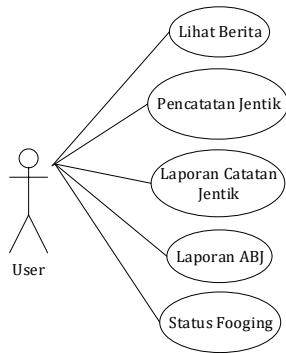 Lihat Berita
Pencatatan Jentik
Laporan Catatan
Jentik
Laporan ABJ
Status Fooging
User